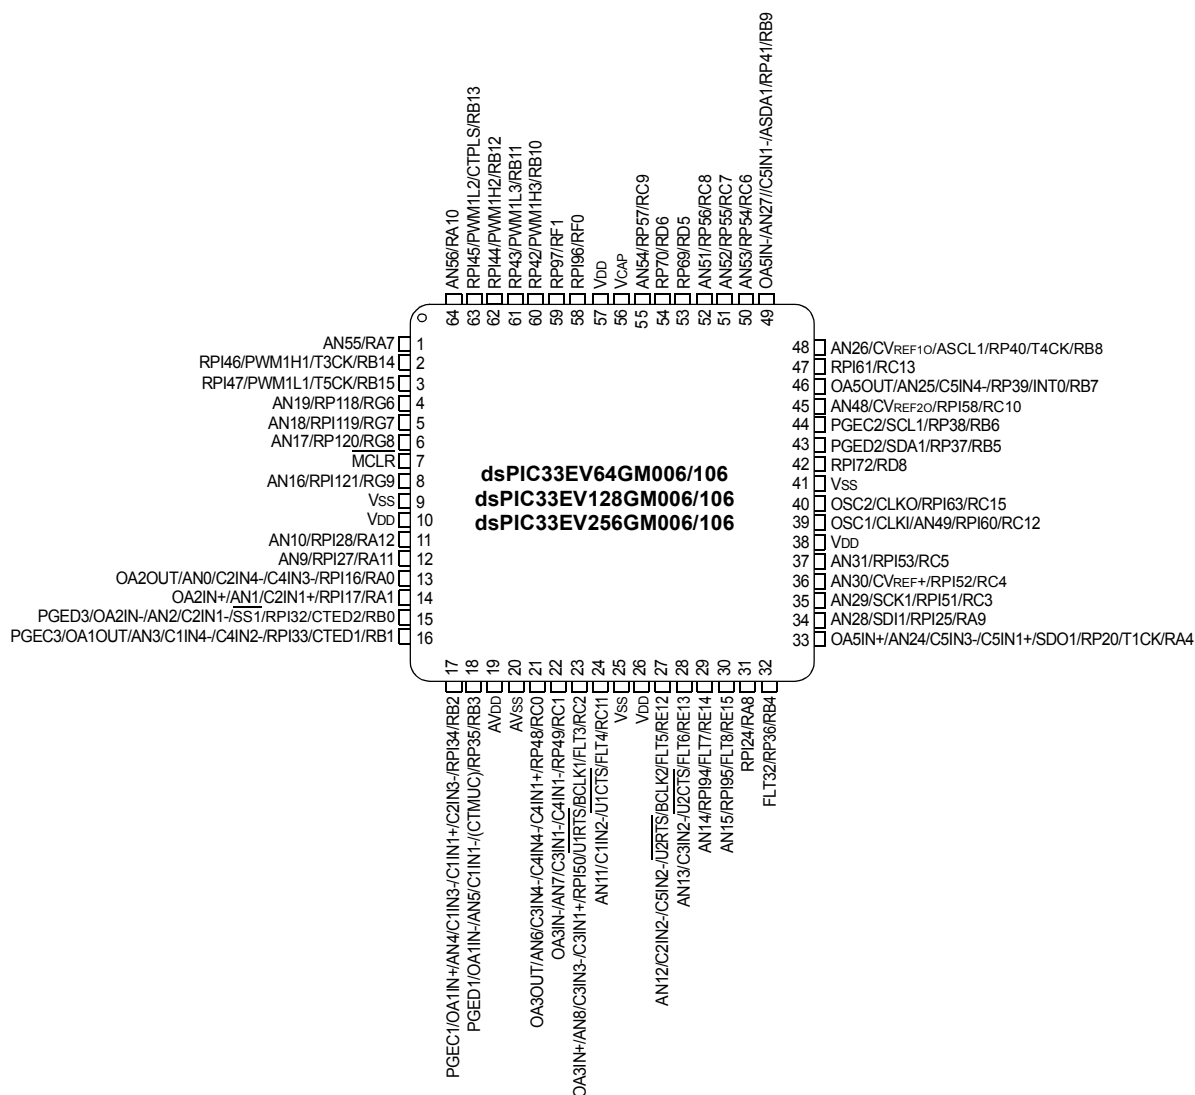 AN56/RA10
RPI45/PWM1L2/CTPLS/RB13
RPI44/PWM1H2/RB12
RP43/PWM1L3/RB11
RP42/PWM1H3/RB10
RP97/RF1
RPI96/RF0
VDD
VCAP
AN54/RP57/RC9
RP70/RD6
RP69/RD5
AN51/RP56/RC8
AN52/RP55/RC7
AN53/RP54/RC6
OA5IN-/AN27//C5IN1-/ASDA1/RP41/RB9
64 63 62 61 60 59 58 57 56 55 54 53 52 51 50 49
AN55/RA7 1
RPI46/PWM1H1/T3CK/RB14 2
RPI47/PWM1L1/T5CK/RB15 3
AN19/RP118/RG6 4
AN18/RPI119/RG7 5
AN17/RP120/RG8 6
MCLR 7
AN16/RPI121/RG9 8
VSS 9
VDD 10
AN10/RPI28/RA12 11
AN9/RPI27/RA11 12
OA2OUT/AN0/C2IN4-/C4IN3-/RPI16/RA0 13
OA2IN+/AN1/C2IN1+/RPI17/RA1 14
PGED3/OA2IN-/AN2/C2IN1-/SS1/RPI32/CTED2/RB0 15
PGEC3/OA1OUT/AN3/C1IN4-/C4IN2-/RPI33/CTED1/RB1 16
dsPIC33EV64GM006/106
dsPIC33EV128GM006/106
dsPIC33EV256GM006/106
48 AN26/CVREF1O/ASCL1/RP40/T4CK/RB8
47 RPI61/RC13
46 OA5OUT/AN25/C5IN4-/RP39/INT0/RB7
45 AN48/CVREF2O/RPI58/RC10
44 PGEC2/SCL1/RP38/RB6
43 PGED2/SDA1/RP37/RB5
42 RPI72/RD8
41 VSS
40 OSC2/CLKO/RPI63/RC15
39 OSC1/CLKI/AN49/RPI60/RC12
38 VDD
37 AN31/RPI53/RC5
36 AN30/CVREF+/RPI52/RC4
35 AN29/SCK1/RPI51/RC3
34 AN28/SDI1/RPI25/RA9
33 OA5IN+/AN24/C5IN3-/C5IN1+/SDO1/RP20/T1CK/RA4
17 18 19 20 21 22 23 24 25 26 27 28 29 30 31 32
PGEC1/OA1IN+/AN4/C1IN3-/C1IN1+/C2IN3-/RPI34/RB2
PGED1/OA1IN-/AN5/C1IN1-/(CTMUC)/RP35/RB3
AVDD
AVSS
OA3OUT/AN6/C3IN4-/C4IN4-/C4IN1+/RP48/RC0
OA3IN-/AN7/C3IN1-/C4IN1-/RP49/RC1
OA3IN+/AN8/C3IN3-/C3IN1+/RPI50/U1RTS/BCLK1/FLT3/RC2
AN11/C1IN2-/U1CTS/FLT4/RC11
VSS
VDD
AN12/C2IN2-/C5IN2-/U2RTS/BCLK2/FLT5/RE12
AN13/C3IN2-/U2CTS/FLT6/RE13
AN14/RPI94/FLT7/RE14
AN15/RPI95/FLT8/RE15
RPI24/RA8
FLT32/RP36/RB4